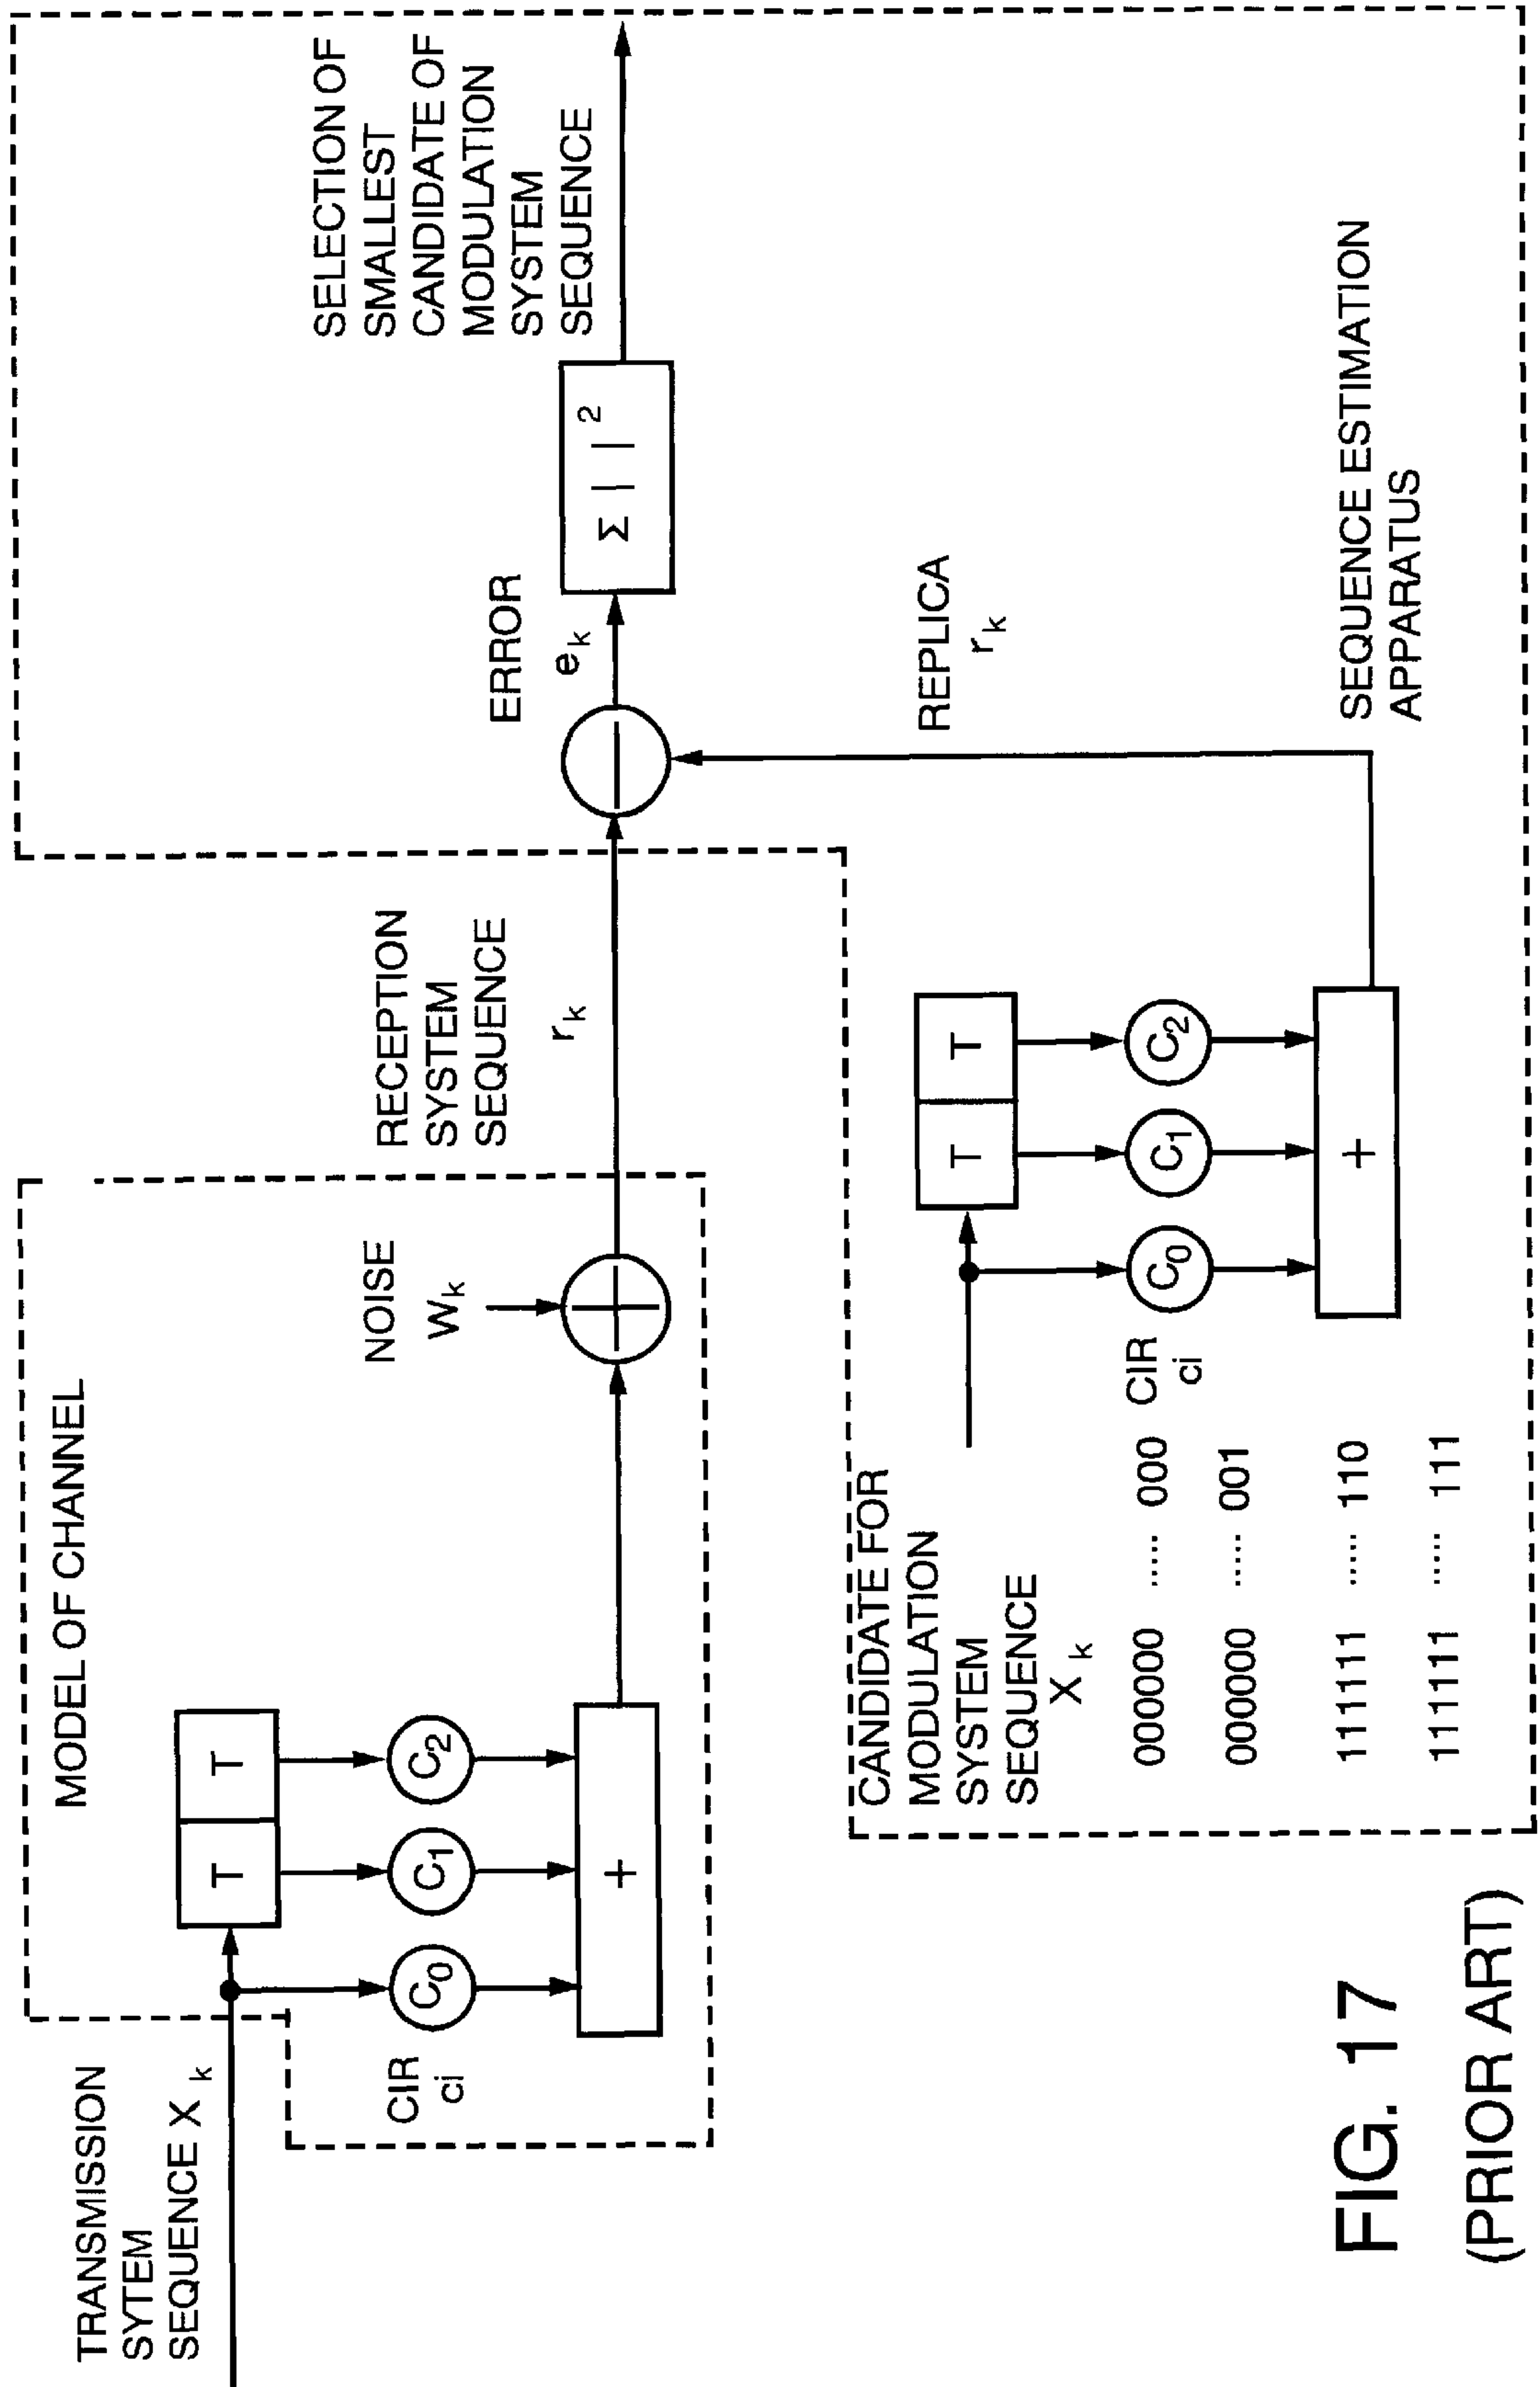 TRANSMISSION
SYTEM
SEQUENCE X k
MODEL OF CHANNEL
T T
CIR
ci
C0 C1 C2
+
NOISE
Wk
RECEPTION
SYSTEM
SEQUENCE
rk
ERROR
ek
Σ | | 2
SELECTION OF
SMALLEST
CANDIDATE OF
MODULATION
SYSTEM
SEQUENCE
REPLICA
rk
CANDIDATE FOR
MODULATION
SYSTEM
SEQUENCE
X k
000000 ..... 000
000000 ..... 001
111111 ..... 110
111111 ..... 111
T T
CIR
ci
C0 C1 C2
+
SEQUENCE ESTIMATION
APPARATUS
FIG. 17
(PRIOR ART)